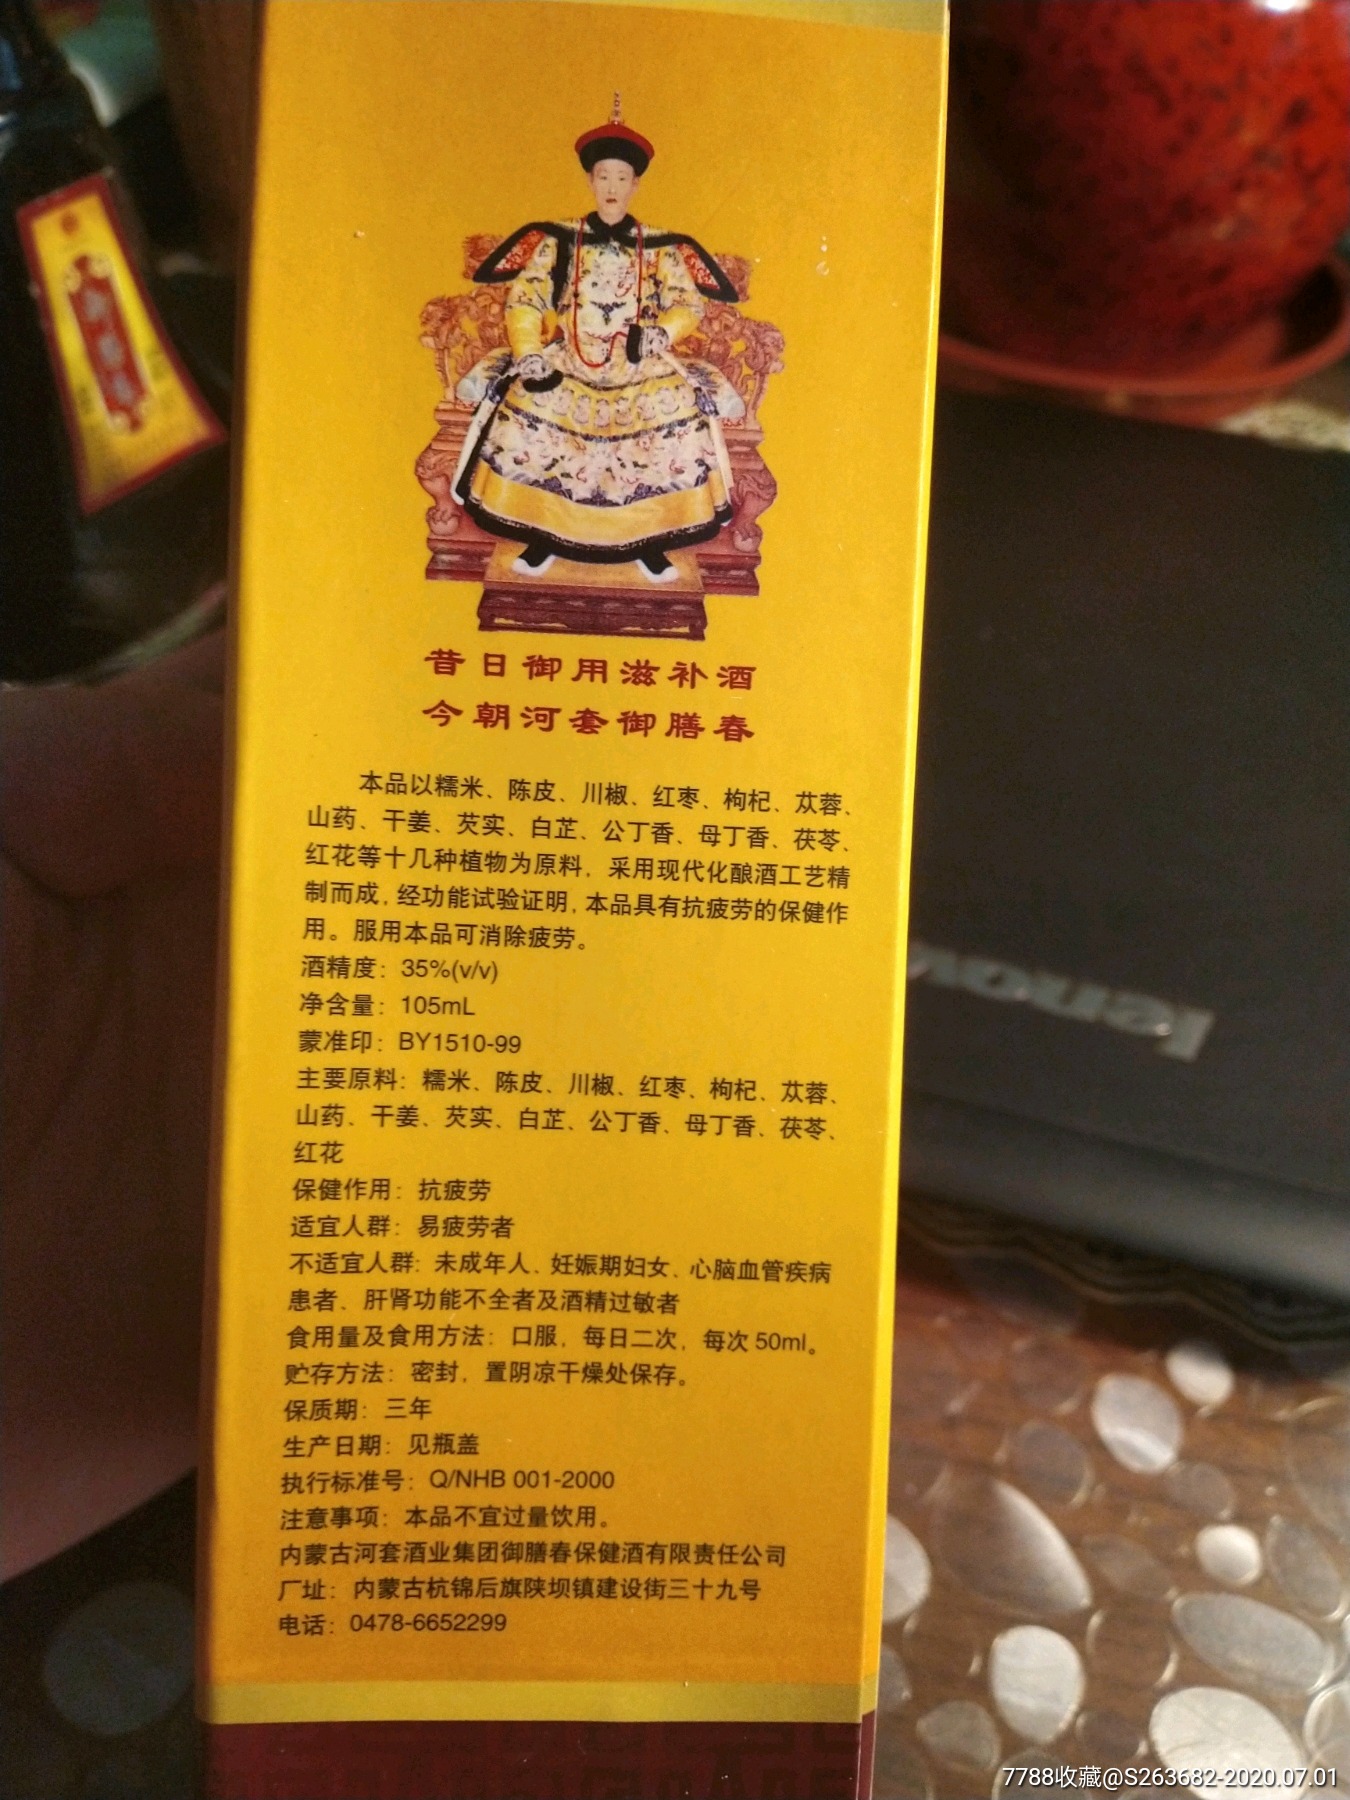 昔日御用滋补酒
今朝河套御膳春
本品以糯米、陈皮、川椒、红枣、枸杞、苁蓉、
山药、干姜、芡实、白芷、公丁香、母丁香、茯苓、
红花等十几种植物为原料，采用现代化酿酒工艺精
制而成，经功能试验证明，本品具有抗疲劳的保健作
用。服用本品可消除疲劳。
酒精度：35%(v/v)
净含量：105mL
蒙准印：BY1510-99
主要原料：糯米、陈皮、川椒、红枣、枸杞、苁蓉、
山药、干姜、芡实、白芷、公丁香、母丁香、茯苓、
红花
保健作用：抗疲劳
适宜人群：易疲劳者
不适宜人群：未成年人、妊娠期妇女、心脑血管疾病
患者、肝肾功能不全者及酒精过敏者
食用量及食用方法：口服，每日二次，每次50ml。
贮存方法：密封，置阴凉干燥处保存。
保质期：三年
生产日期：见瓶盖
执行标准号：Q/NHB 001-2000
注意事项：本品不宜过量饮用。
内蒙古河套酒业集团御膳春保健酒有限责任公司
厂址：内蒙古杭锦后旗陕坝镇建设街三十九号
电话：0478-6652299
lenov
7788收藏@S263682-2020.07.01